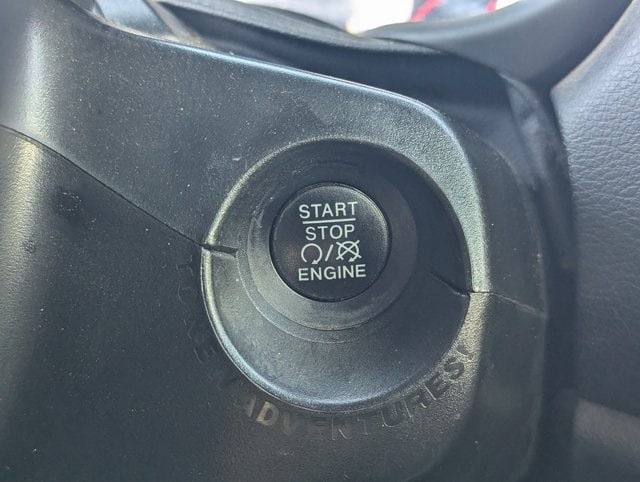 START
STOP
/
ENGINE
ADVENTURES!